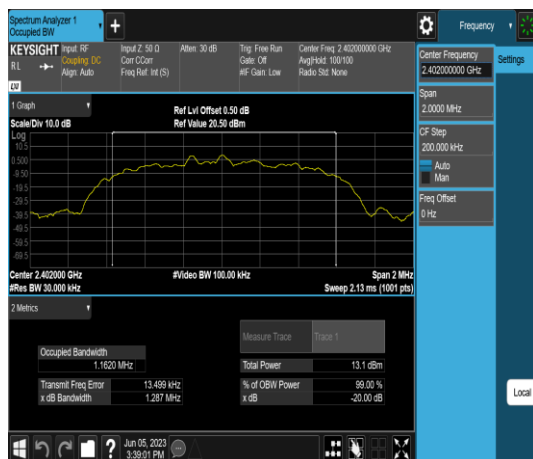 Spectrum Analyzer 1
Occupied BW
Frequency
KEYSIGHT
RL
Input: RF
Coupling: DC
Align: Auto
Input Z: 50 Ω
Corr CCorr
Freq Ref: Int (S)
Atten: 30 dB
Trig: Free Run
Gate: Off
#IF Gain: Low
Center Freq: 2.402000000 GHz
Avg|Hold: 100/100
Radio Std: None
LW
1 Graph
Scale/Div 10.0 dB
Ref Lvl Offset 0.50 dB
Ref Value 20.50 dBm
Log
10.5
0.500
-9.50
-19.5
-29.5
-39.5
-49.5
-59.5
-69.5
Center 2.402000 GHz
#Res BW 30.000 kHz
#Video BW 100.00 kHz
Span 2 MHz
Sweep 2.13 ms (1001 pts)
2 Metrics
Measure Trace
Trace 1
Occupied Bandwidth
1.1620 MHz
Total Power
13.1 dBm
Transmit Freq Error
13.499 kHz
% of OBW Power
99.00 %
x dB Bandwidth
1.287 MHz
x dB
-20.00 dB
Center Frequency
2.402000000 GHz
Settings
Span
2.0000 MHz
CF Step
200.000 kHz
Auto
Man
Freq Offset
0 Hz
Local
?
Jun 05, 2023
3:39:01 PM